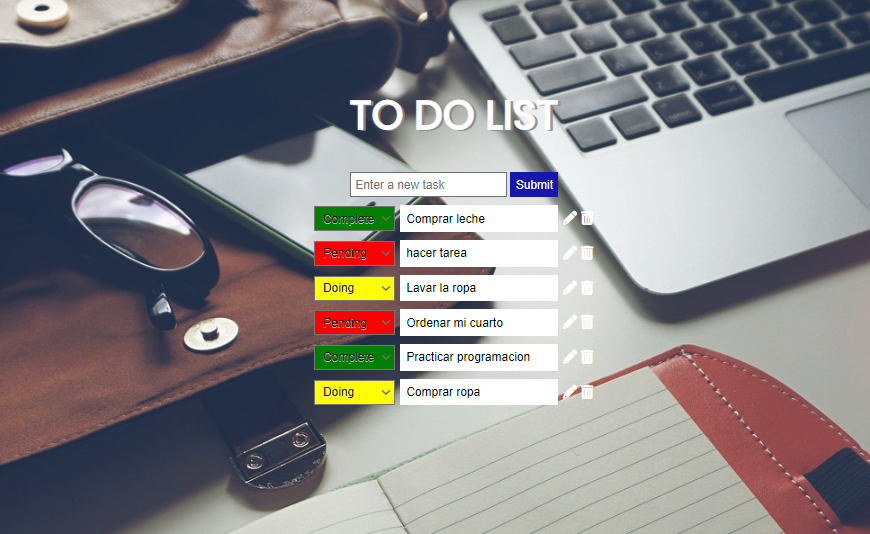 TO DO LIST
Enter a new task Submit
Complete Comprar leche
Pending hacer tarea
Doing Lavar la ropa
Pending Ordenar mi cuarto
Complete Practicar programacion
Doing Comprar ropa